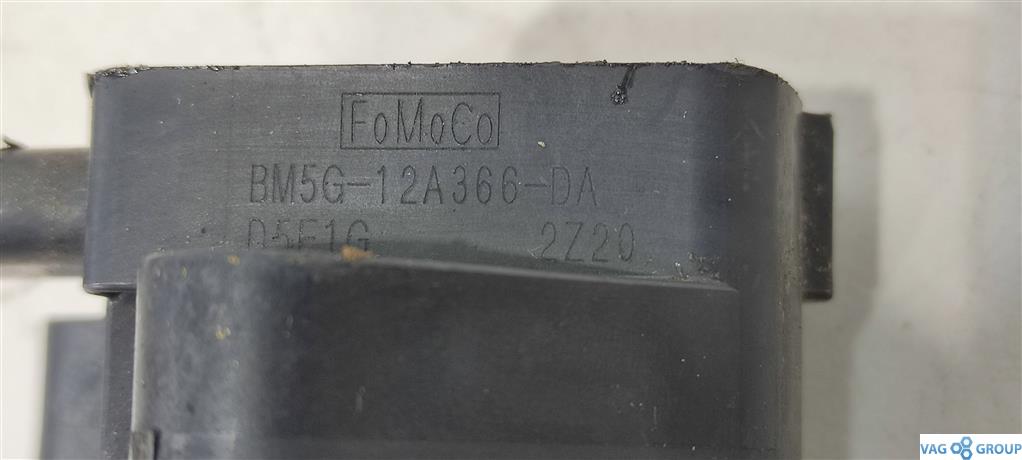 FoMoCo
BM5G-12A366-DA
D5E1G 2Z20
VAG GROUP